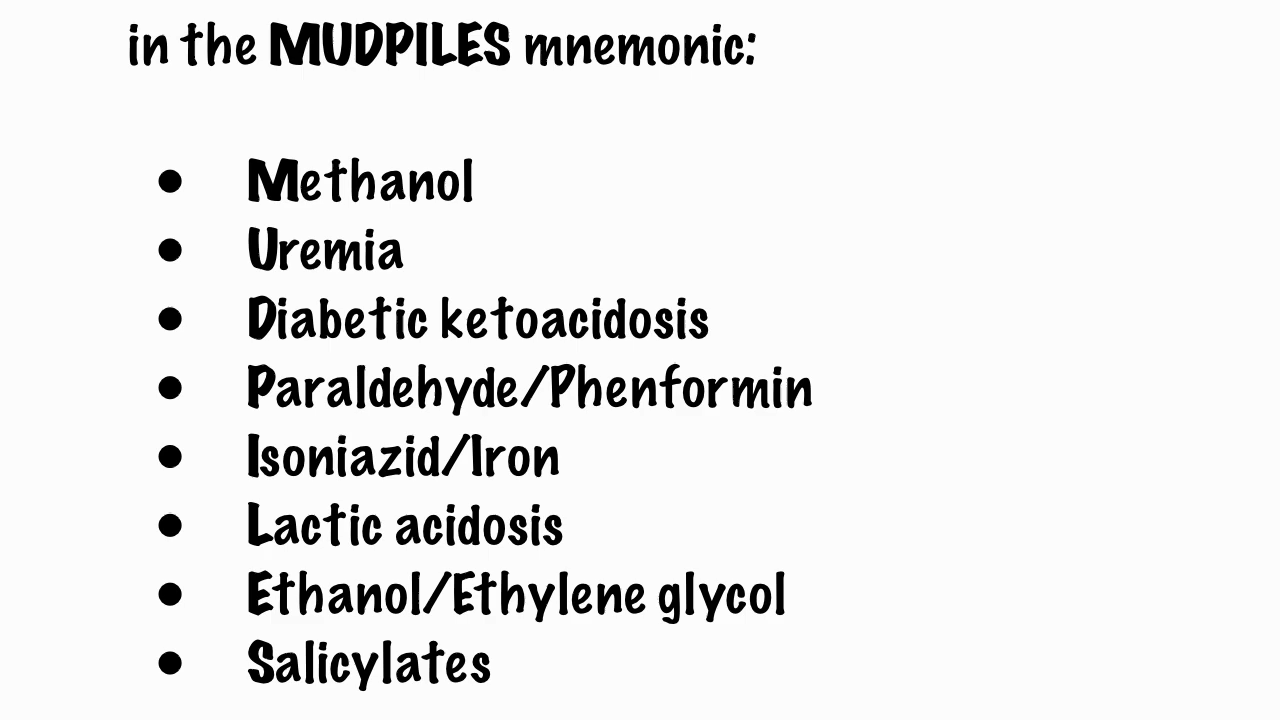 in the MUDPILES mnemonic:
● Methanol
● Uremia
● Diabetic ketoacidosis
● Paraldehyde/Phenformin
● Isoniazid/Iron
● Lactic acidosis
● Ethanol/Ethylene glycol
● Salicylates